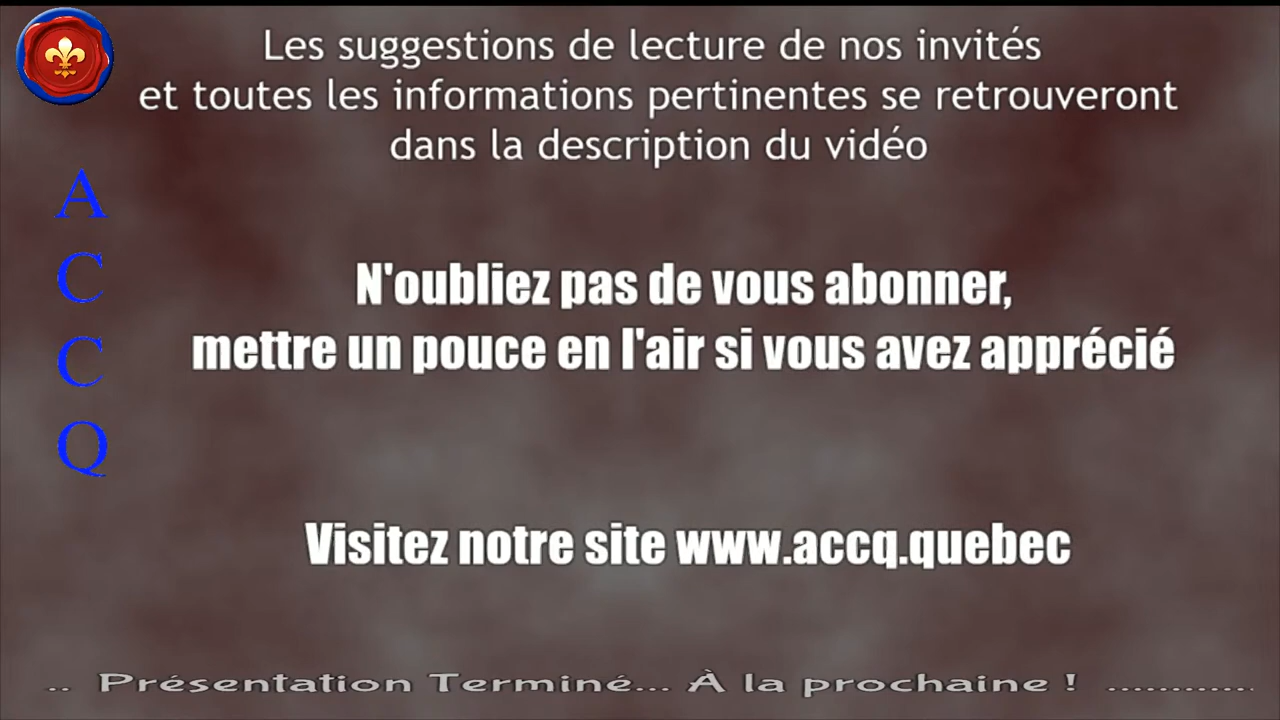 Les suggestions de lecture de nos invités
et toutes les informations pertinentes se retrouveront
dans la description du vidéo
A
C
C
Q
N'oubliez pas de vous abonner,
mettre un pouce en l'air si vous avez apprécié
Visitez notre site www.accq.quebec
.. Présentation Terminé... À la prochaine ! ............